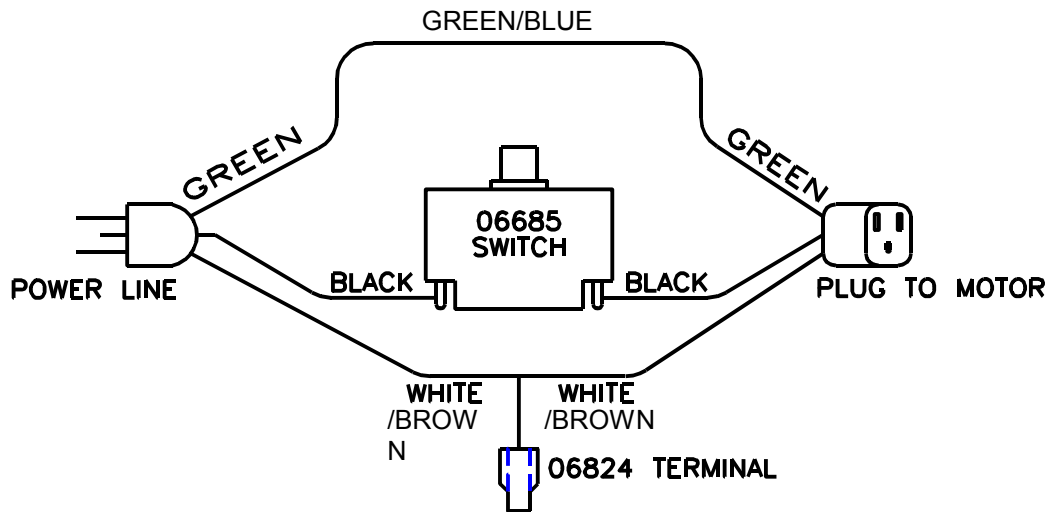 GREEN/BLUE
GREEN
GREEN
06685
SWITCH
POWER LINE
BLACK
BLACK
PLUG TO MOTOR
WHITE
/BROW
N
WHITE
/BROWN
06824 TERMINAL